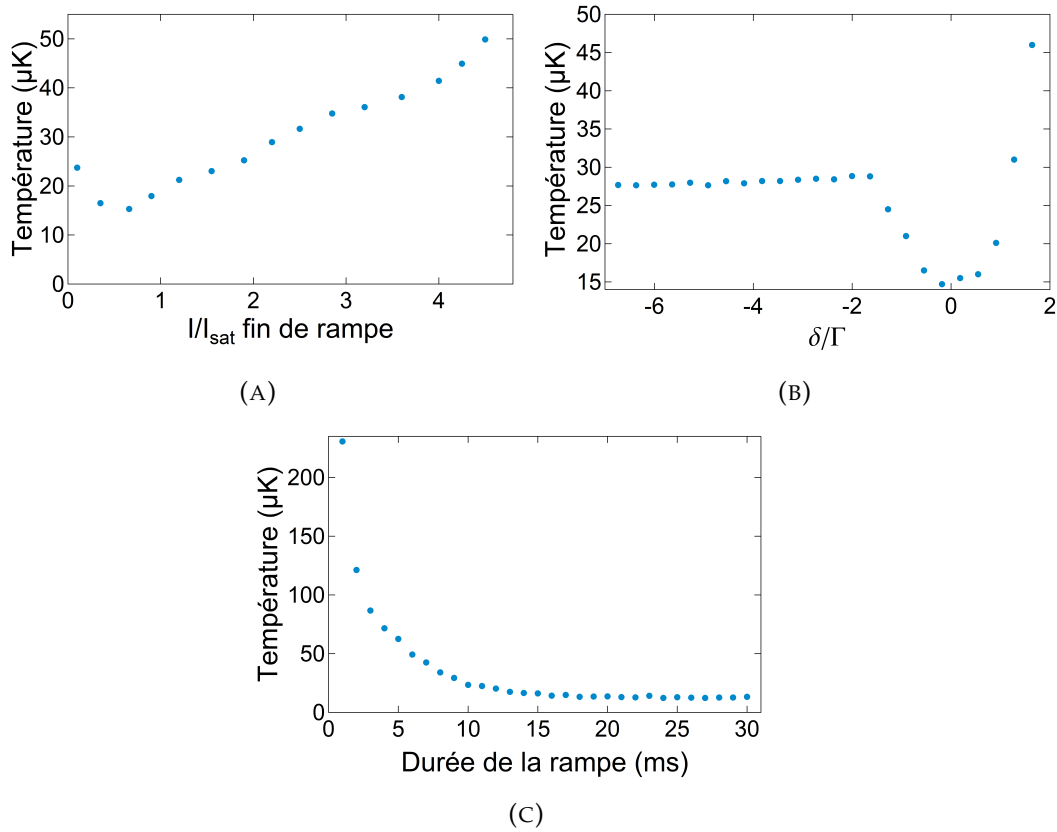 50
40
30
20
10
0
Température (µK)
0 1 2 3 4
I/I_sat fin de rampe
(A)
50
45
40
35
30
25
20
15
Température (µK)
-6 -4 -2 0 2
δ/Γ
(B)
200
150
100
50
0
Température (µK)
0 5 10 15 20 25 30
Durée de la rampe (ms)
(C)